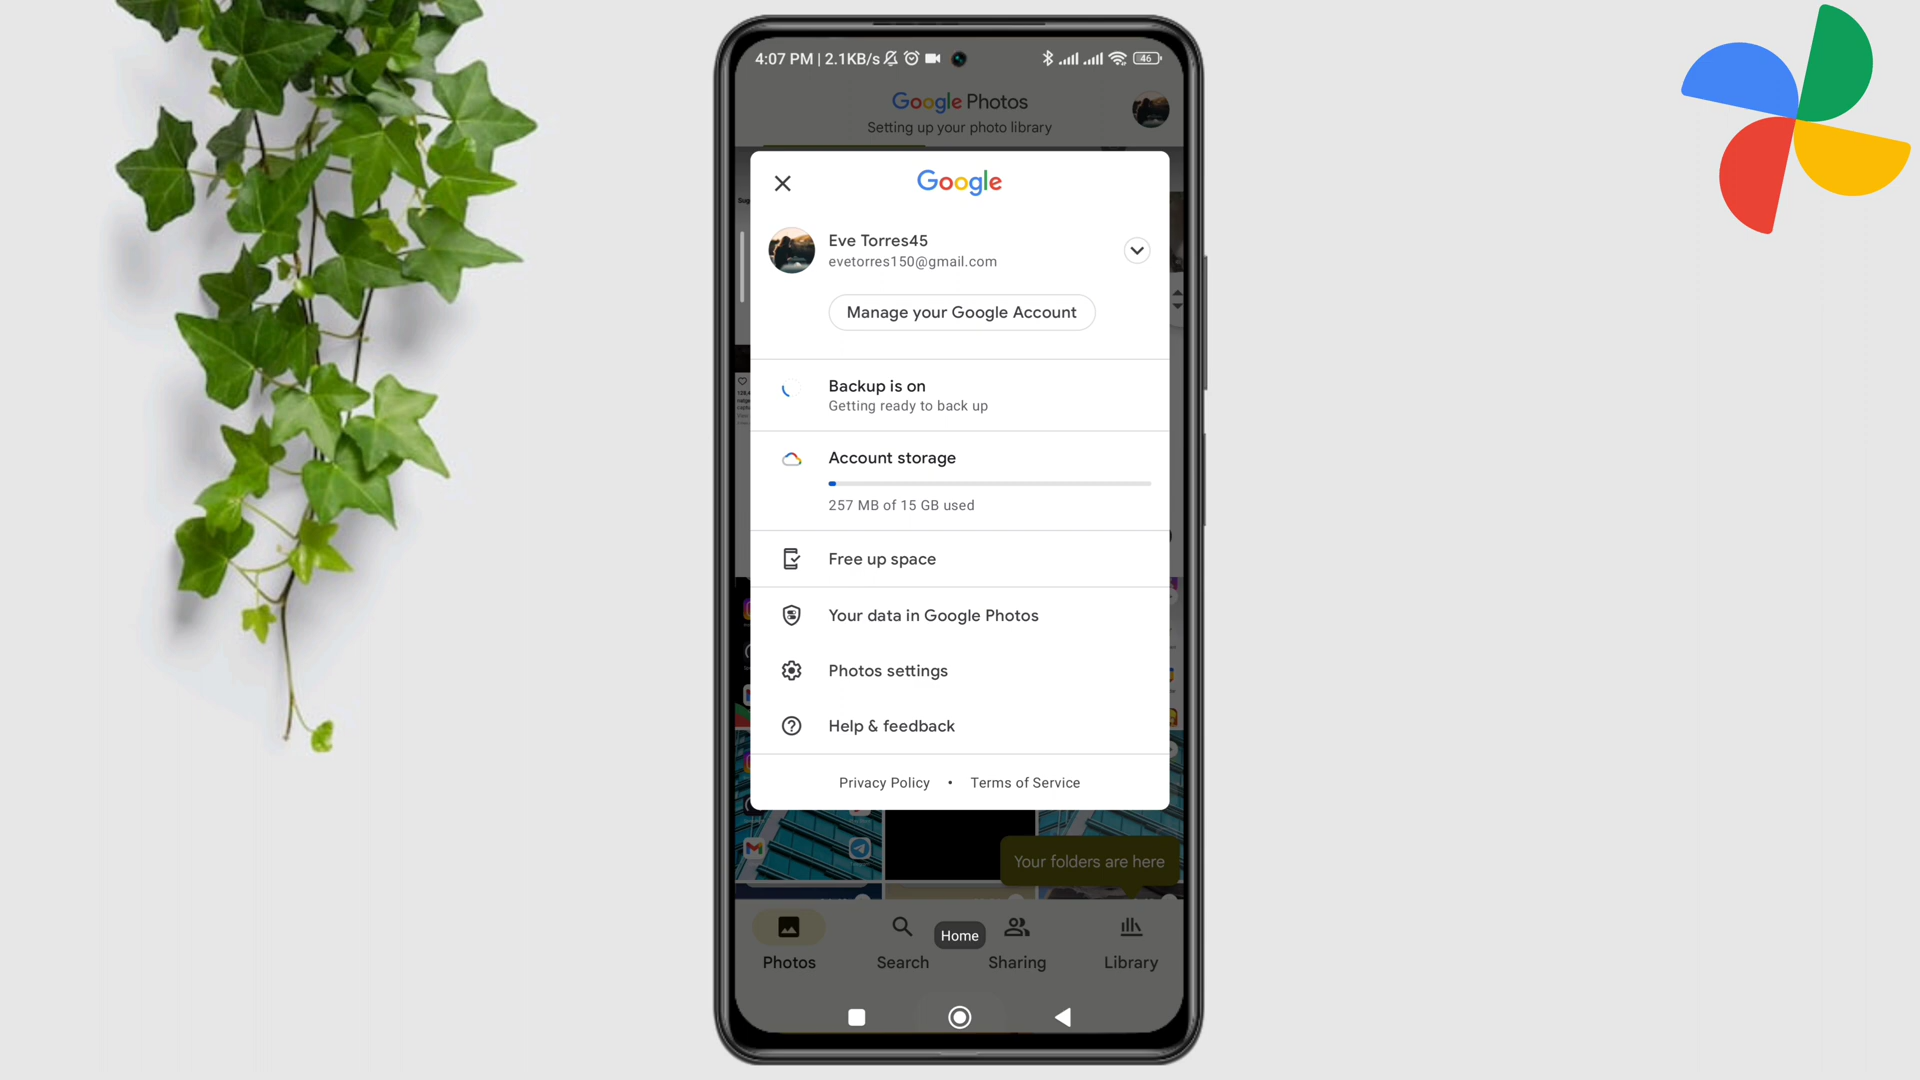 4:07 PM | 2.1KB/s
46
Google Photos
Setting up your photo library
Google
Eve Torres45
evetorres150@gmail.com
Manage your Google Account
Backup is on
Getting ready to back up
Account storage
257 MB of 15 GB used
Free up space
Your data in Google Photos
Photos settings
Help & feedback
Privacy Policy • Terms of Service
Your folders are here
Home
Photos
Search
Sharing
Library